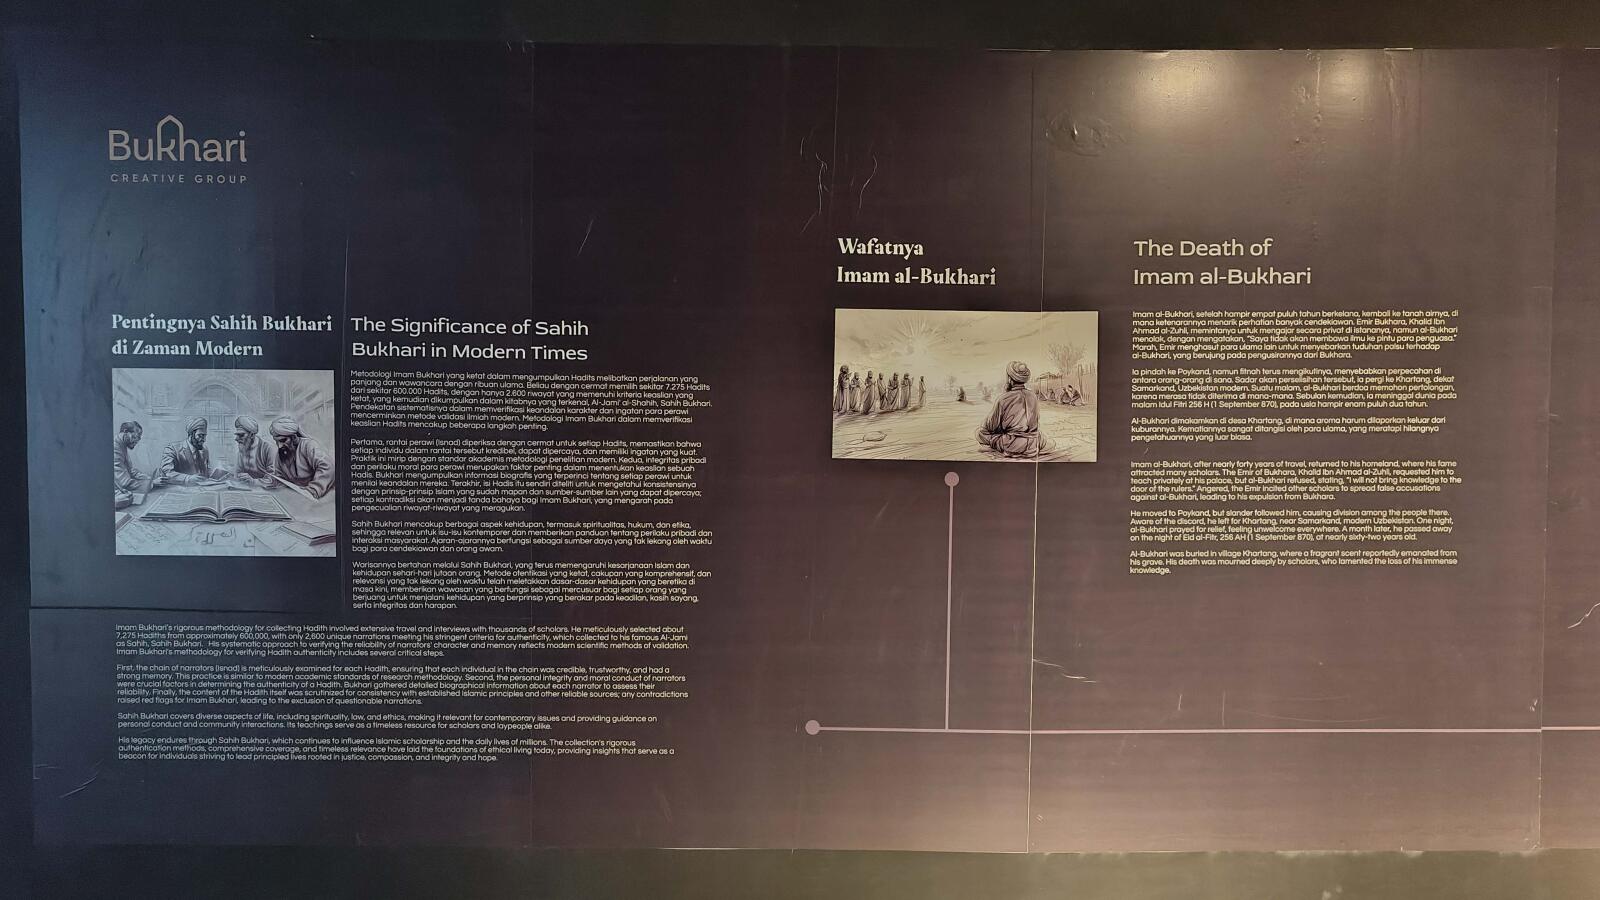 Bukhari
CREATIVE GROUP
Pentingnya Sahih Bukhari
di Zaman Modern
The Significance of Sahih
Bukhari in Modern Times
Metodologi Imam Bukhari yang ketat dalam mengumpulkan Hadits melibatkan perjalanan yang
panjang dan wawancara dengan ribuan ulama. Beliau dengan cermat memilih sekitar 7.275 Hadits
dari sekitar 600.000 Hadits, dengan hanya 2.600 riwayat yang memenuhi kriteria keaslian yang
ketat, yang kemudian dikumpulkan dalam kitabnya yang terkenal, Al-Jami' al-Shahih, Sahih Bukhari.
Pendekatan sistematisnya dalam memverifikasi keandalan karakter dan ingatan para perawi
mencerminkan metode validasi ilmiah modern. Metodologi Imam Bukhari dalam memverifikasi
keaslian Hadits mencakup beberapa langkah penting.
Pertama, rantai perawi (Isnad) diperiksa dengan cermat untuk setiap Hadits, memastikan bahwa
setiap individu dalam rantai tersebut kredibel, dapat dipercaya, dan memiliki ingatan yang kuat.
Praktik ini mirip dengan standar akademis metodologi penelitian modern. Kedua, integritas pribadi
dan perilaku moral para perawi merupakan faktor penting dalam menentukan keaslian sebuah
Hadis. Bukhari mengumpulkan informasi biografis yang terperinci tentang setiap perawi untuk
menilai keandalan mereka. Terakhir, isi Hadis itu sendiri diteliti untuk mengetahui konsistensinya
dengan prinsip-prinsip Islam yang sudah mapan dan sumber-sumber lain yang dapat dipercaya;
setiap kontradiksi akan menjadi tanda bahaya bagi Imam Bukhari, yang mengarah pada
pengecualian riwayat-riwayat yang meragukan.
Sahih Bukhari mencakup berbagai aspek kehidupan, termasuk spiritualitas, hukum, dan etika,
sehingga relevan untuk isu-isu kontemporer dan memberikan panduan tentang perilaku pribadi dan
interaksi masyarakat. Ajaran-ajarannya berfungsi sebagai sumber daya yang tak lekang oleh waktu
bagi para cendekiawan dan orang awam.
Warisannya bertahan melalui Sahih Bukhari, yang terus memengaruhi kesarjanaan Islam dan
kehidupan sehari-hari jutaan orang. Metode otentikasi yang ketat, cakupan yang komprehensif, dan
relevansi yang tak lekang oleh waktu telah meletakkan dasar-dasar kehidupan yang beretika di
masa kini, memberikan wawasan yang berfungsi sebagai mercusuar bagi setiap orang yang
berjuang untuk menjalani kehidupan yang berprinsip yang berakar pada keadilan, kasih sayang,
serta integritas dan harapan.
Imam Bukhari's rigorous methodology for collecting Hadith involved extensive travel and interviews with thousands of scholars. He meticulously selected about
7,275 Hadiths from approximately 600,000, with only 2,600 unique narrations meeting his stringent criteria for authenticity, which collected to his famous Al-Jami
as Sahih, Sahih Bukhari. His systematic approach to verifying the reliability of narrators' character and memory reflects modern scientific methods of validation.
Imam Bukhari's methodology for verifying Hadith authenticity includes several critical steps.
First, the chain of narrators (Isnad) is meticulously examined for each Hadith, ensuring that each individual in the chain was credible, trustworthy, and had a
strong memory. This practice is similar to modern academic standards of research methodology. Second, the personal integrity and moral conduct of narrators
were crucial factors in determining the authenticity of a Hadith. Bukhari gathered detailed biographical information about each narrator to assess their
reliability. Finally, the content of the Hadith itself was scrutinized for consistency with established Islamic principles and other reliable sources; any contradictions
raised red flags for Imam Bukhari, leading to the exclusion of questionable narrations.
Sahih Bukhari covers diverse aspects of life, including spirituality, law, and ethics, making it relevant for contemporary issues and providing guidance on
personal conduct and community interactions. Its teachings serve as a timeless resource for scholars and laypeople alike.
His legacy endures through Sahih Bukhari, which continues to influence Islamic scholarship and the daily lives of millions. The collection's rigorous
authentication methods, comprehensive coverage, and timeless relevance have laid the foundations of ethical living today, providing insights that serve as a
beacon for individuals striving to lead principled lives rooted in justice, compassion, and integrity and hope.
Wafatnya
Imam al-Bukhari
The Death of
Imam al-Bukhari
Imam al-Bukhari, setelah hampir empat puluh tahun berkelana, kembali ke tanah airnya, di
mana ketenarannya menarik perhatian banyak cendekiawan. Emir Bukhara, Khalid Ibn
Ahmad al-Zuhli, memintanya untuk mengajar secara privat di istananya, namun al-Bukhari
menolak, dengan mengatakan, "Saya tidak akan membawa ilmu ke pintu para penguasa."
Marah, Emir menghasut para ulama lain untuk menyebarkan tuduhan palsu terhadap
al-Bukhari, yang berujung pada pengusirannya dari Bukhara.
Ia pindah ke Poykand, namun fitnah terus mengikutinya, menyebabkan perpecahan di
antara orang-orang di sana. Sadar akan perselisihan tersebut, ia pergi ke Khartang, dekat
Samarkand, Uzbekistan modern. Suatu malam, al-Bukhari berdoa memohon pertolongan,
karena merasa tidak diterima di mana-mana. Sebulan kemudian, ia meninggal dunia pada
malam Idul Fitri 256 H (1 September 870), pada usia hampir enam puluh dua tahun.
Al-Bukhari dimakamkan di desa Khartang, di mana aroma harum dilaporkan keluar dari
kuburannya. Kematiannya sangat ditangisi oleh para ulama, yang meratapi hilangnya
pengetahuannya yang luar biasa.
Imam al-Bukhari, after nearly forty years of travel, returned to his homeland, where his fame
attracted many scholars. The Emir of Bukhara, Khalid Ibn Ahmad al-Zuhli, requested him to
teach privately at his palace, but al-Bukhari refused, stating, "I will not bring knowledge to the
door of the rulers." Angered, the Emir incited other scholars to spread false accusations
against al-Bukhari, leading to his expulsion from Bukhara.
He moved to Poykand, but slander followed him, causing division among the people there.
Aware of the discord, he left for Khartang, near Samarkand, modern Uzbekistan. One night,
al-Bukhari prayed for relief, feeling unwelcome everywhere. A month later, he passed away
on the night of Eid al-Fitr, 256 AH (1 September 870), at nearly sixty-two years old.
Al-Bukhari was buried in village Khartang, where a fragrant scent reportedly emanated from
his grave. His death was mourned deeply by scholars, who lamented the loss of his immense
knowledge.